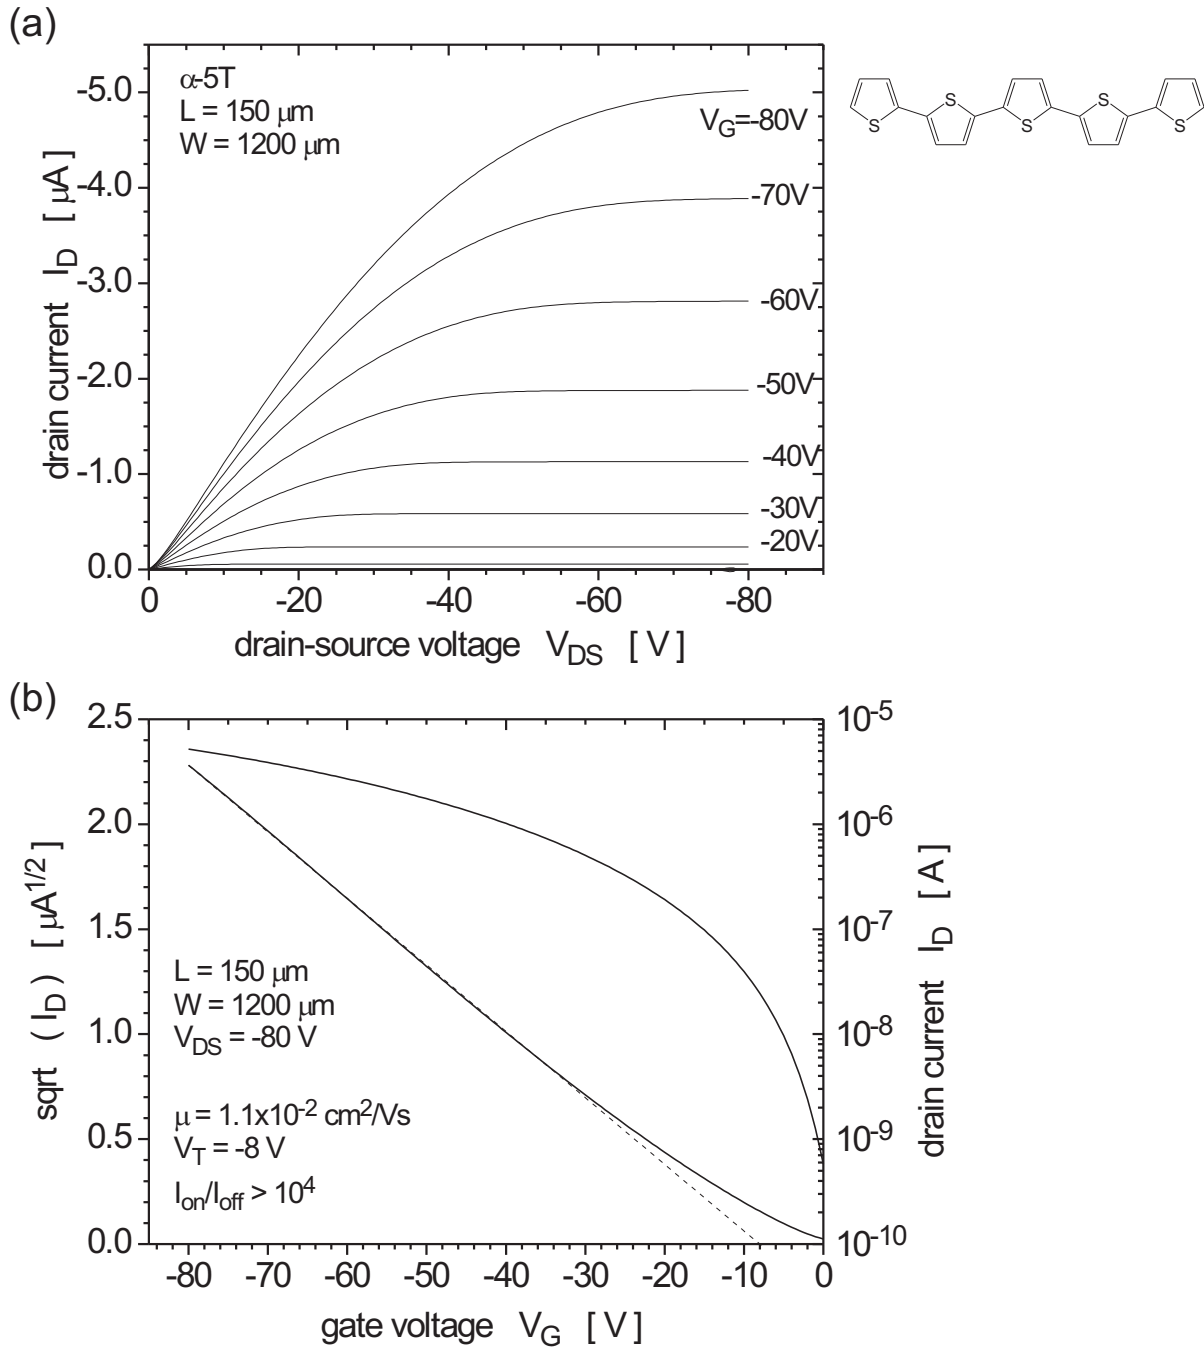 (a)
α-5T
L = 150 μm
W = 1200 μm
V_G=-80V
-70V
-60V
-50V
-40V
-30V
-20V
-5.0
-4.0
-3.0
-2.0
-1.0
0.0
drain current I_D [ μA]
0 -20 -40 -60 -80
drain-source voltage V_DS [ V ]
S S S S S
(b)
2.5
2.0
1.5
1.0
0.5
0.0
sqrt ( I_D ) [ μA^1/2 ]
L = 150 μm
W = 1200 μm
V_DS = -80 V
μ = 1.1x10^-2 cm^2/Vs
V_T = -8 V
I_on/I_off > 10^4
10^-5
10^-6
10^-7
10^-8
10^-9
10^-10
drain current I_D [ A ]
-80 -70 -60 -50 -40 -30 -20 -10 0
gate voltage V_G [ V ]